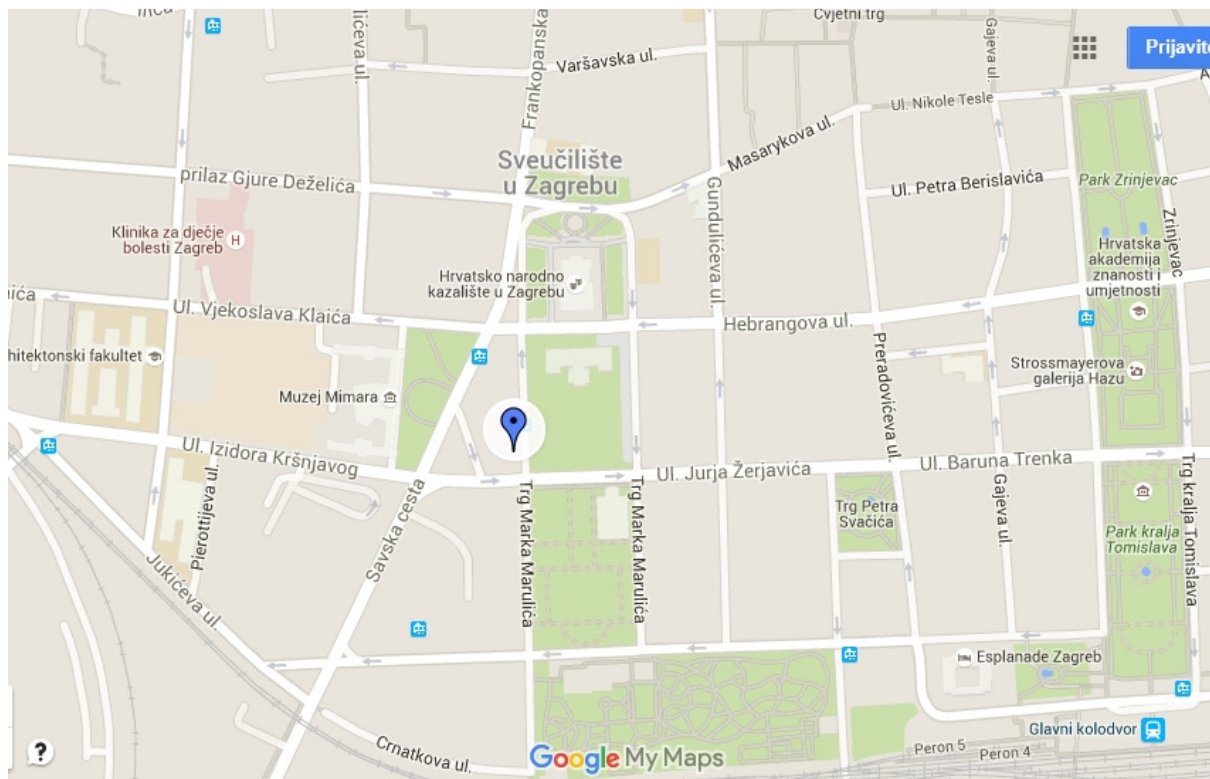 Ilica
Cvjetni trg
Prijavite
Varšavska ul.
Frankopanska
Gajeva ul.
Ul. Nikole Tesle
Masarykova ul.
Sveučilište
u Zagrebu
prilaz Gjure Deželića
Gundulićeva ul.
Ul. Petra Berislavića
Park Zrinjevac
Zrinjevac
Klinika za dječje
bolesti Zagreb
H
Hrvatsko narodno
kazalište u Zagrebu
Hrvatska
akademija
znanosti i
umjetnosti
Ul. Vjekoslava Klaića
Hebrangova ul.
Preradovićeva ul.
hitektonski fakultet
Muzej Mimara
Strossmayerova
galerija Hazu
Ul. Izidora Kršnjavog
Ul. Jurja Žerjavića
Ul. Baruna Trenka
Pierottijeva ul.
Savska cesta
Trg Marka Marulića
Trg Marka Marulića
Trg Petra
Svačića
Gajeva ul.
Park kralja
Tomislava
Trg kralja Tomislava
Jukićeva ul.
Esplanade Zagreb
Glavni kolodvor
Peron 5
Peron 4
Crnatkova ul.
Google My Maps
?